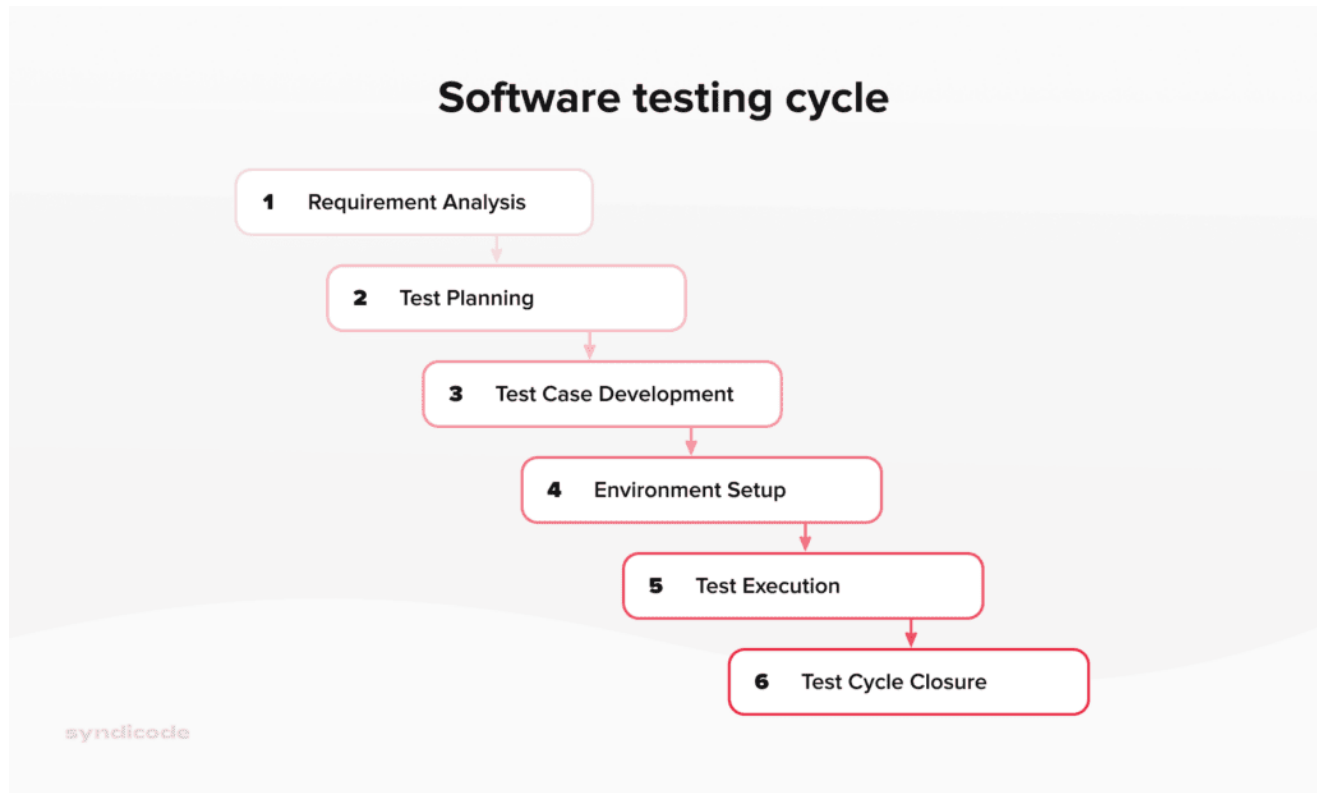 Software testing cycle
1 Requirement Analysis
2 Test Planning
3 Test Case Development
4 Environment Setup
5 Test Execution
6 Test Cycle Closure
syndicode